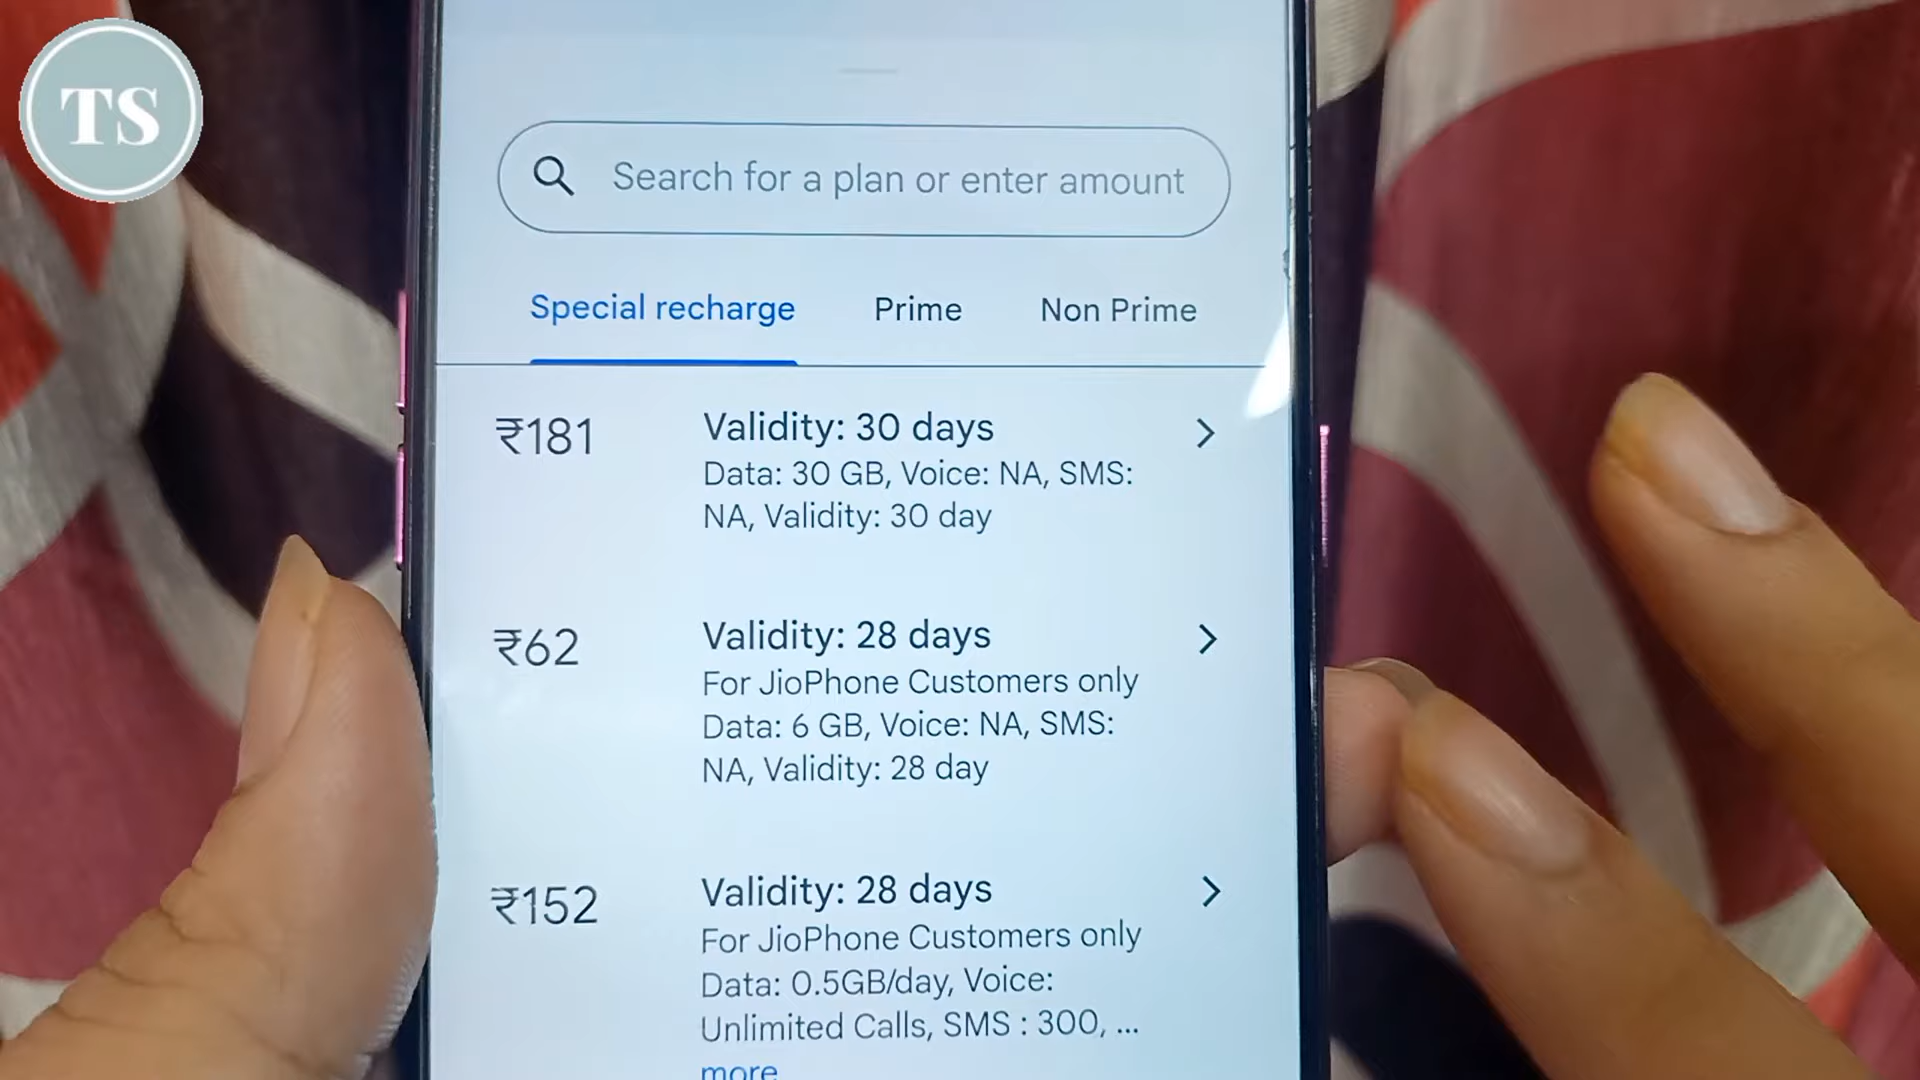 TS
Search for a plan or enter amount
Special recharge Prime Non Prime
₹181 Validity: 30 days
Data: 30 GB, Voice: NA, SMS:
NA, Validity: 30 day
₹62 Validity: 28 days
For JioPhone Customers only
Data: 6 GB, Voice: NA, SMS:
NA, Validity: 28 day
₹152 Validity: 28 days
For JioPhone Customers only
Data: 0.5GB/day, Voice:
Unlimited Calls, SMS : 300, ...
more